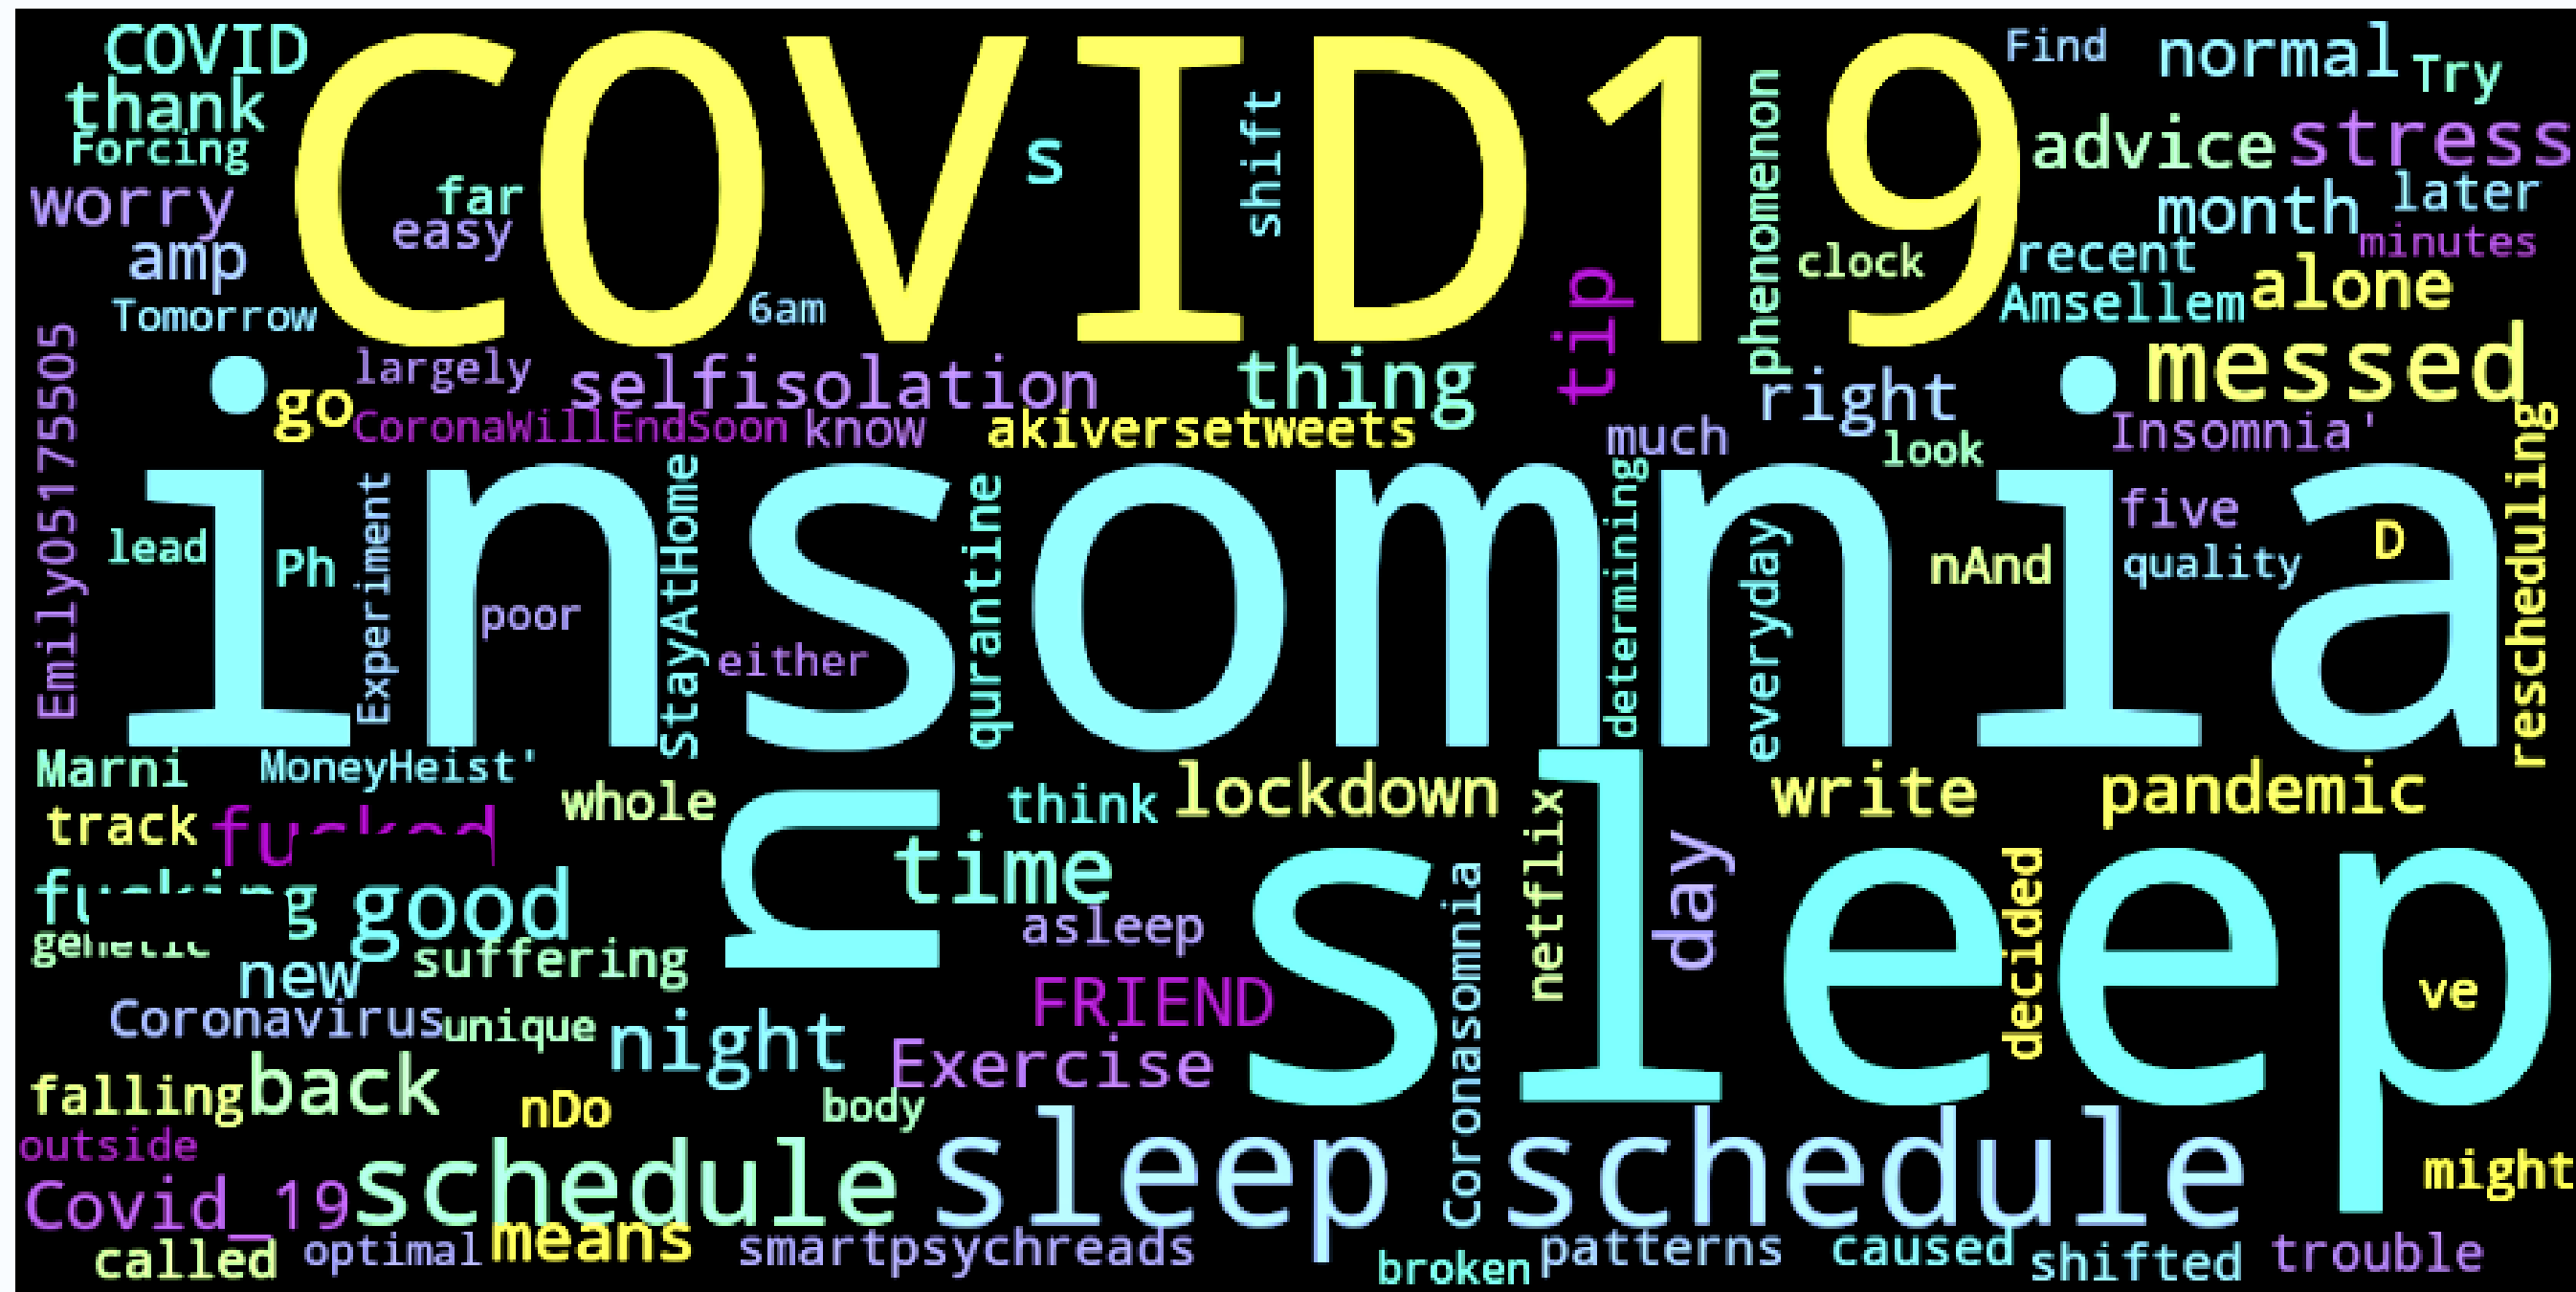 COVID
COVID19
Find
normal
Try
thank
Forcing
s
shift
phenomenon
advice
stress
worry
far
easy
month
later
amp
clock
recent
minutes
Tomorrow
6am
tip
Amsellem
alone
Emily051755505
largely
selfisolation
thing
right
messed
go
CoronaWillEndSoon
know
akiversetweets
much
look
Insomnia'
insomnia
rescheduling
lead
Ph
Experiment
poor
StayAtHome
either
qurantine
determining
everyday
nAnd
five
quality
D
Marni
MoneyHeist'
whole
n
think
lockdown
netflix
write
pandemic
track
time
sleep
day
decided
good
asleep
suffering
new
FRIEND
Coronasomnia
ve
Coronavirus
unique
night
Exercise
falling
back
nDo
body
outside
schedule
sleep schedule
might
Covid_19
means
called
optimal
smartpsychreads
broken
patterns
caused
shifted
trouble